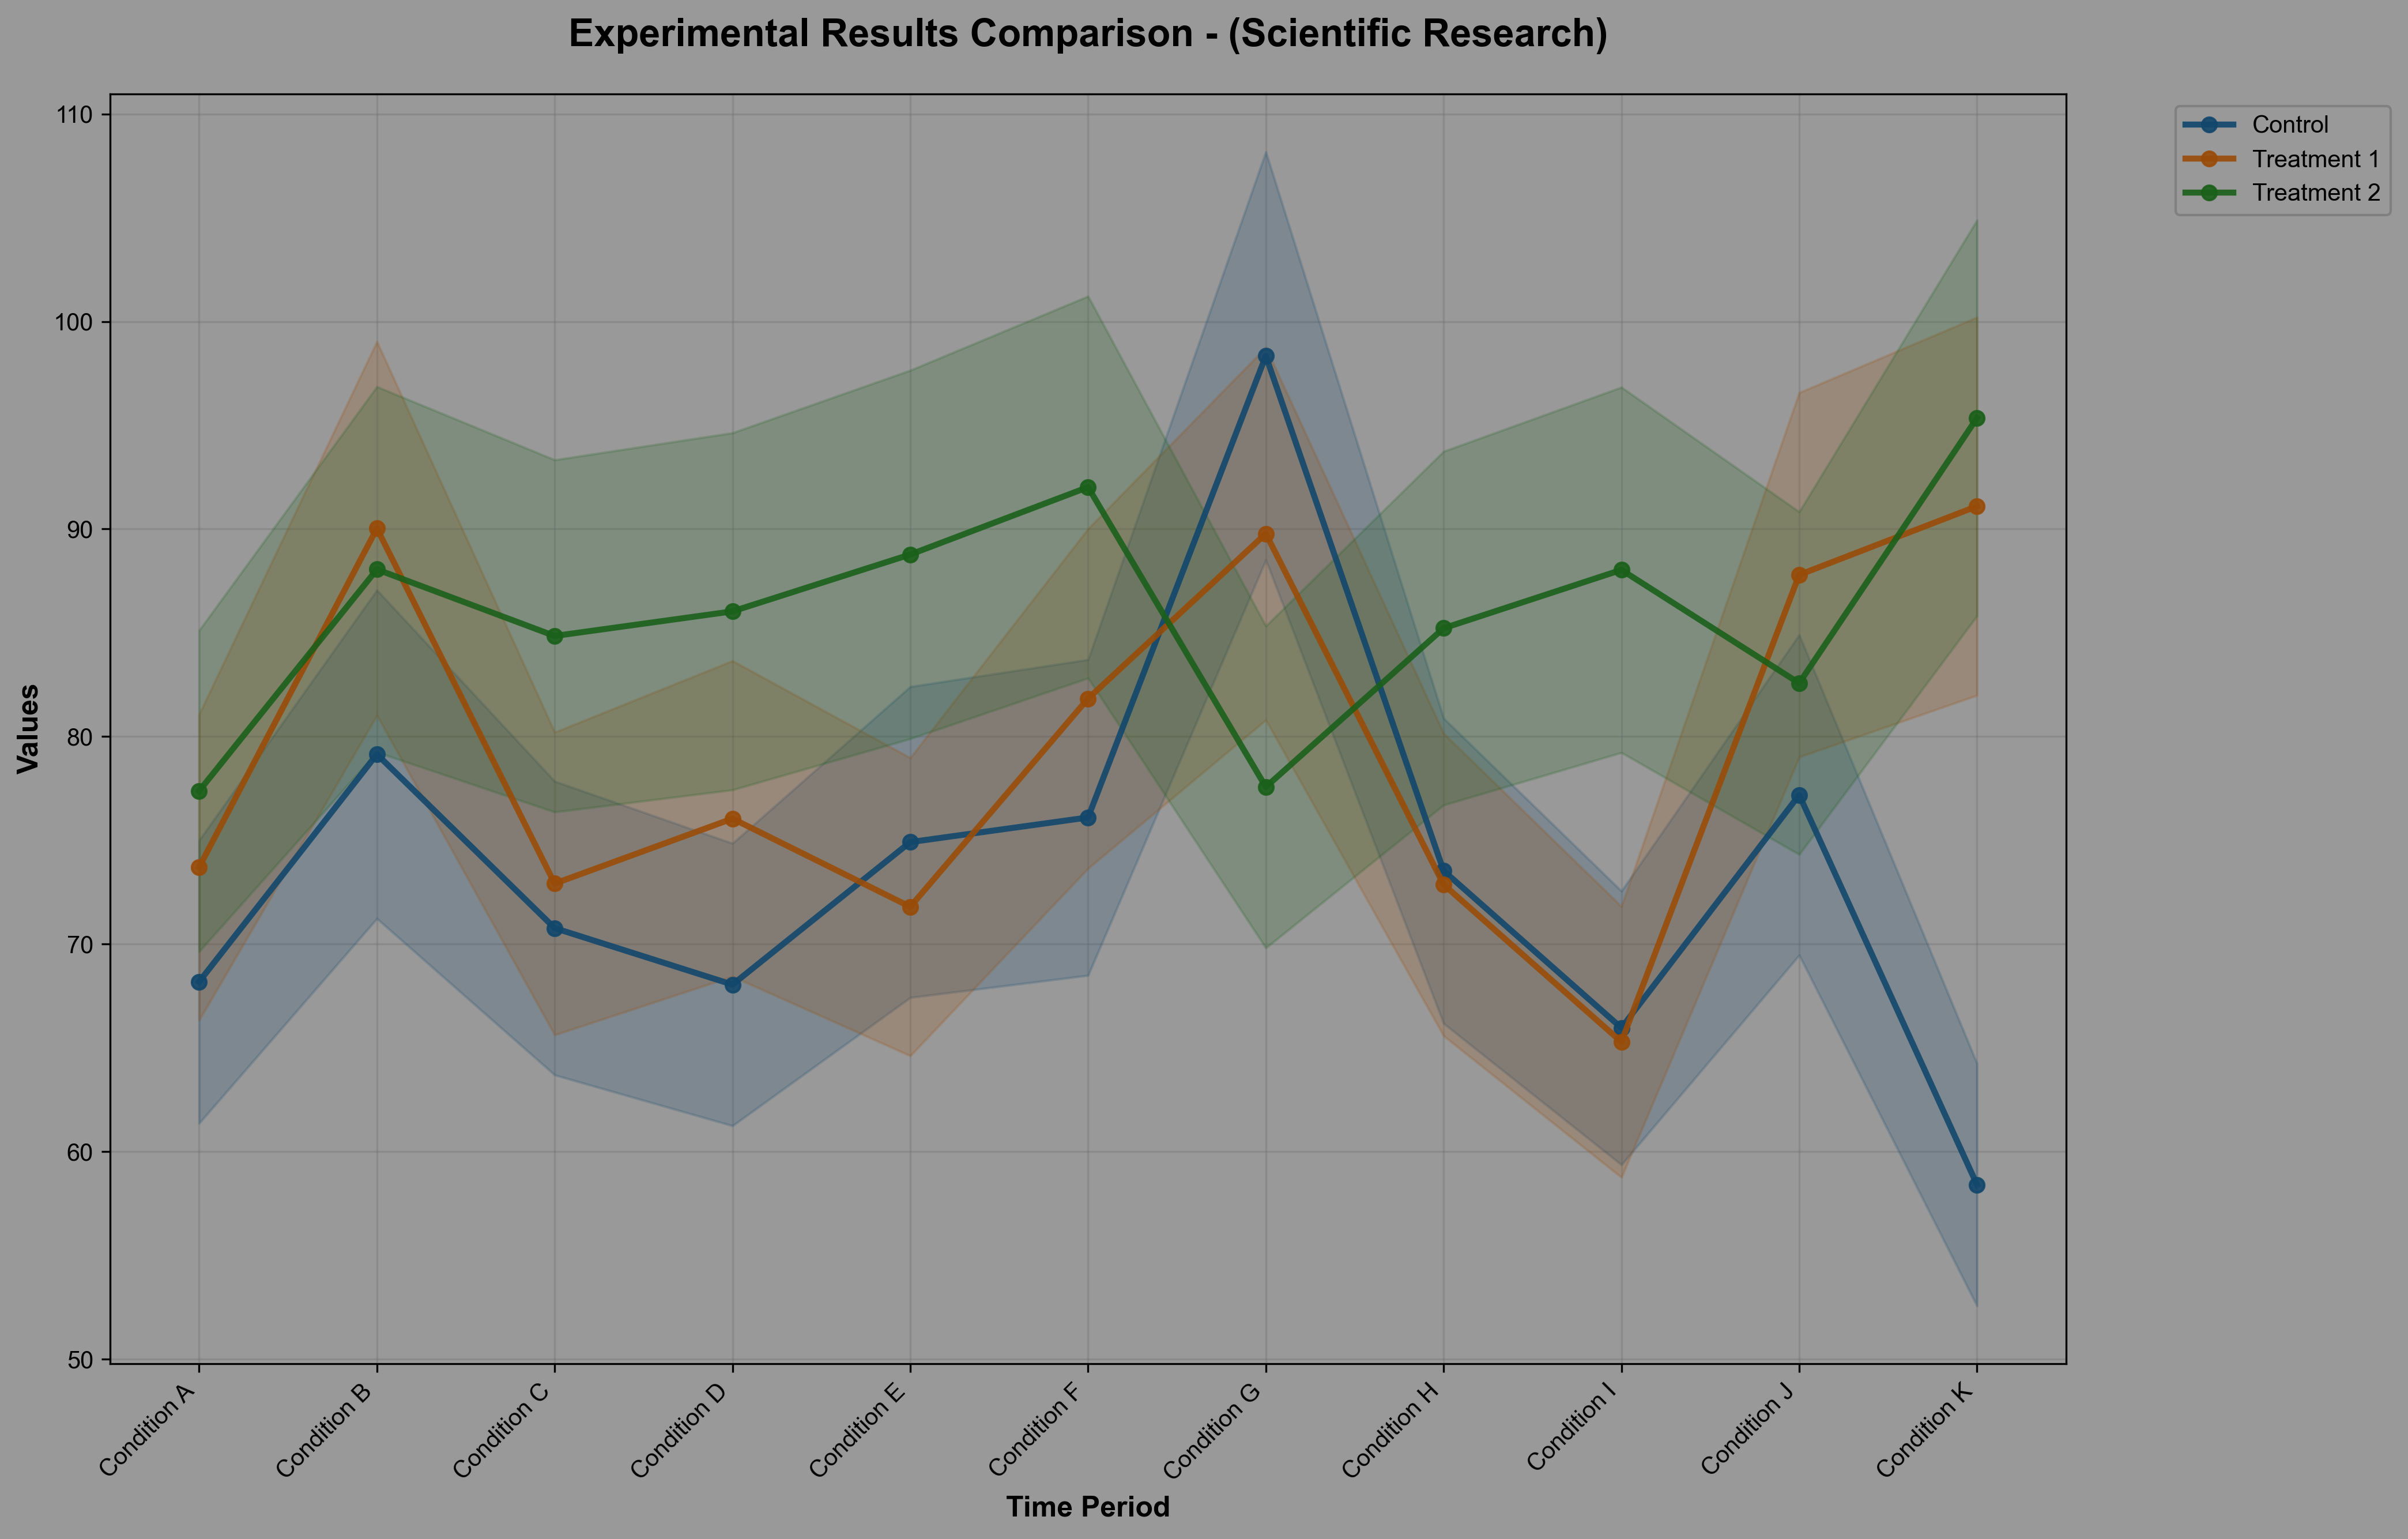 Experimental Results Comparison - (Scientific Research)
Control
Treatment 1
Treatment 2
Values
110
100
90
80
70
60
50
Condition A
Condition B
Condition C
Condition D
Condition E
Condition F
Condition G
Condition H
Condition I
Condition J
Condition K
Time Period